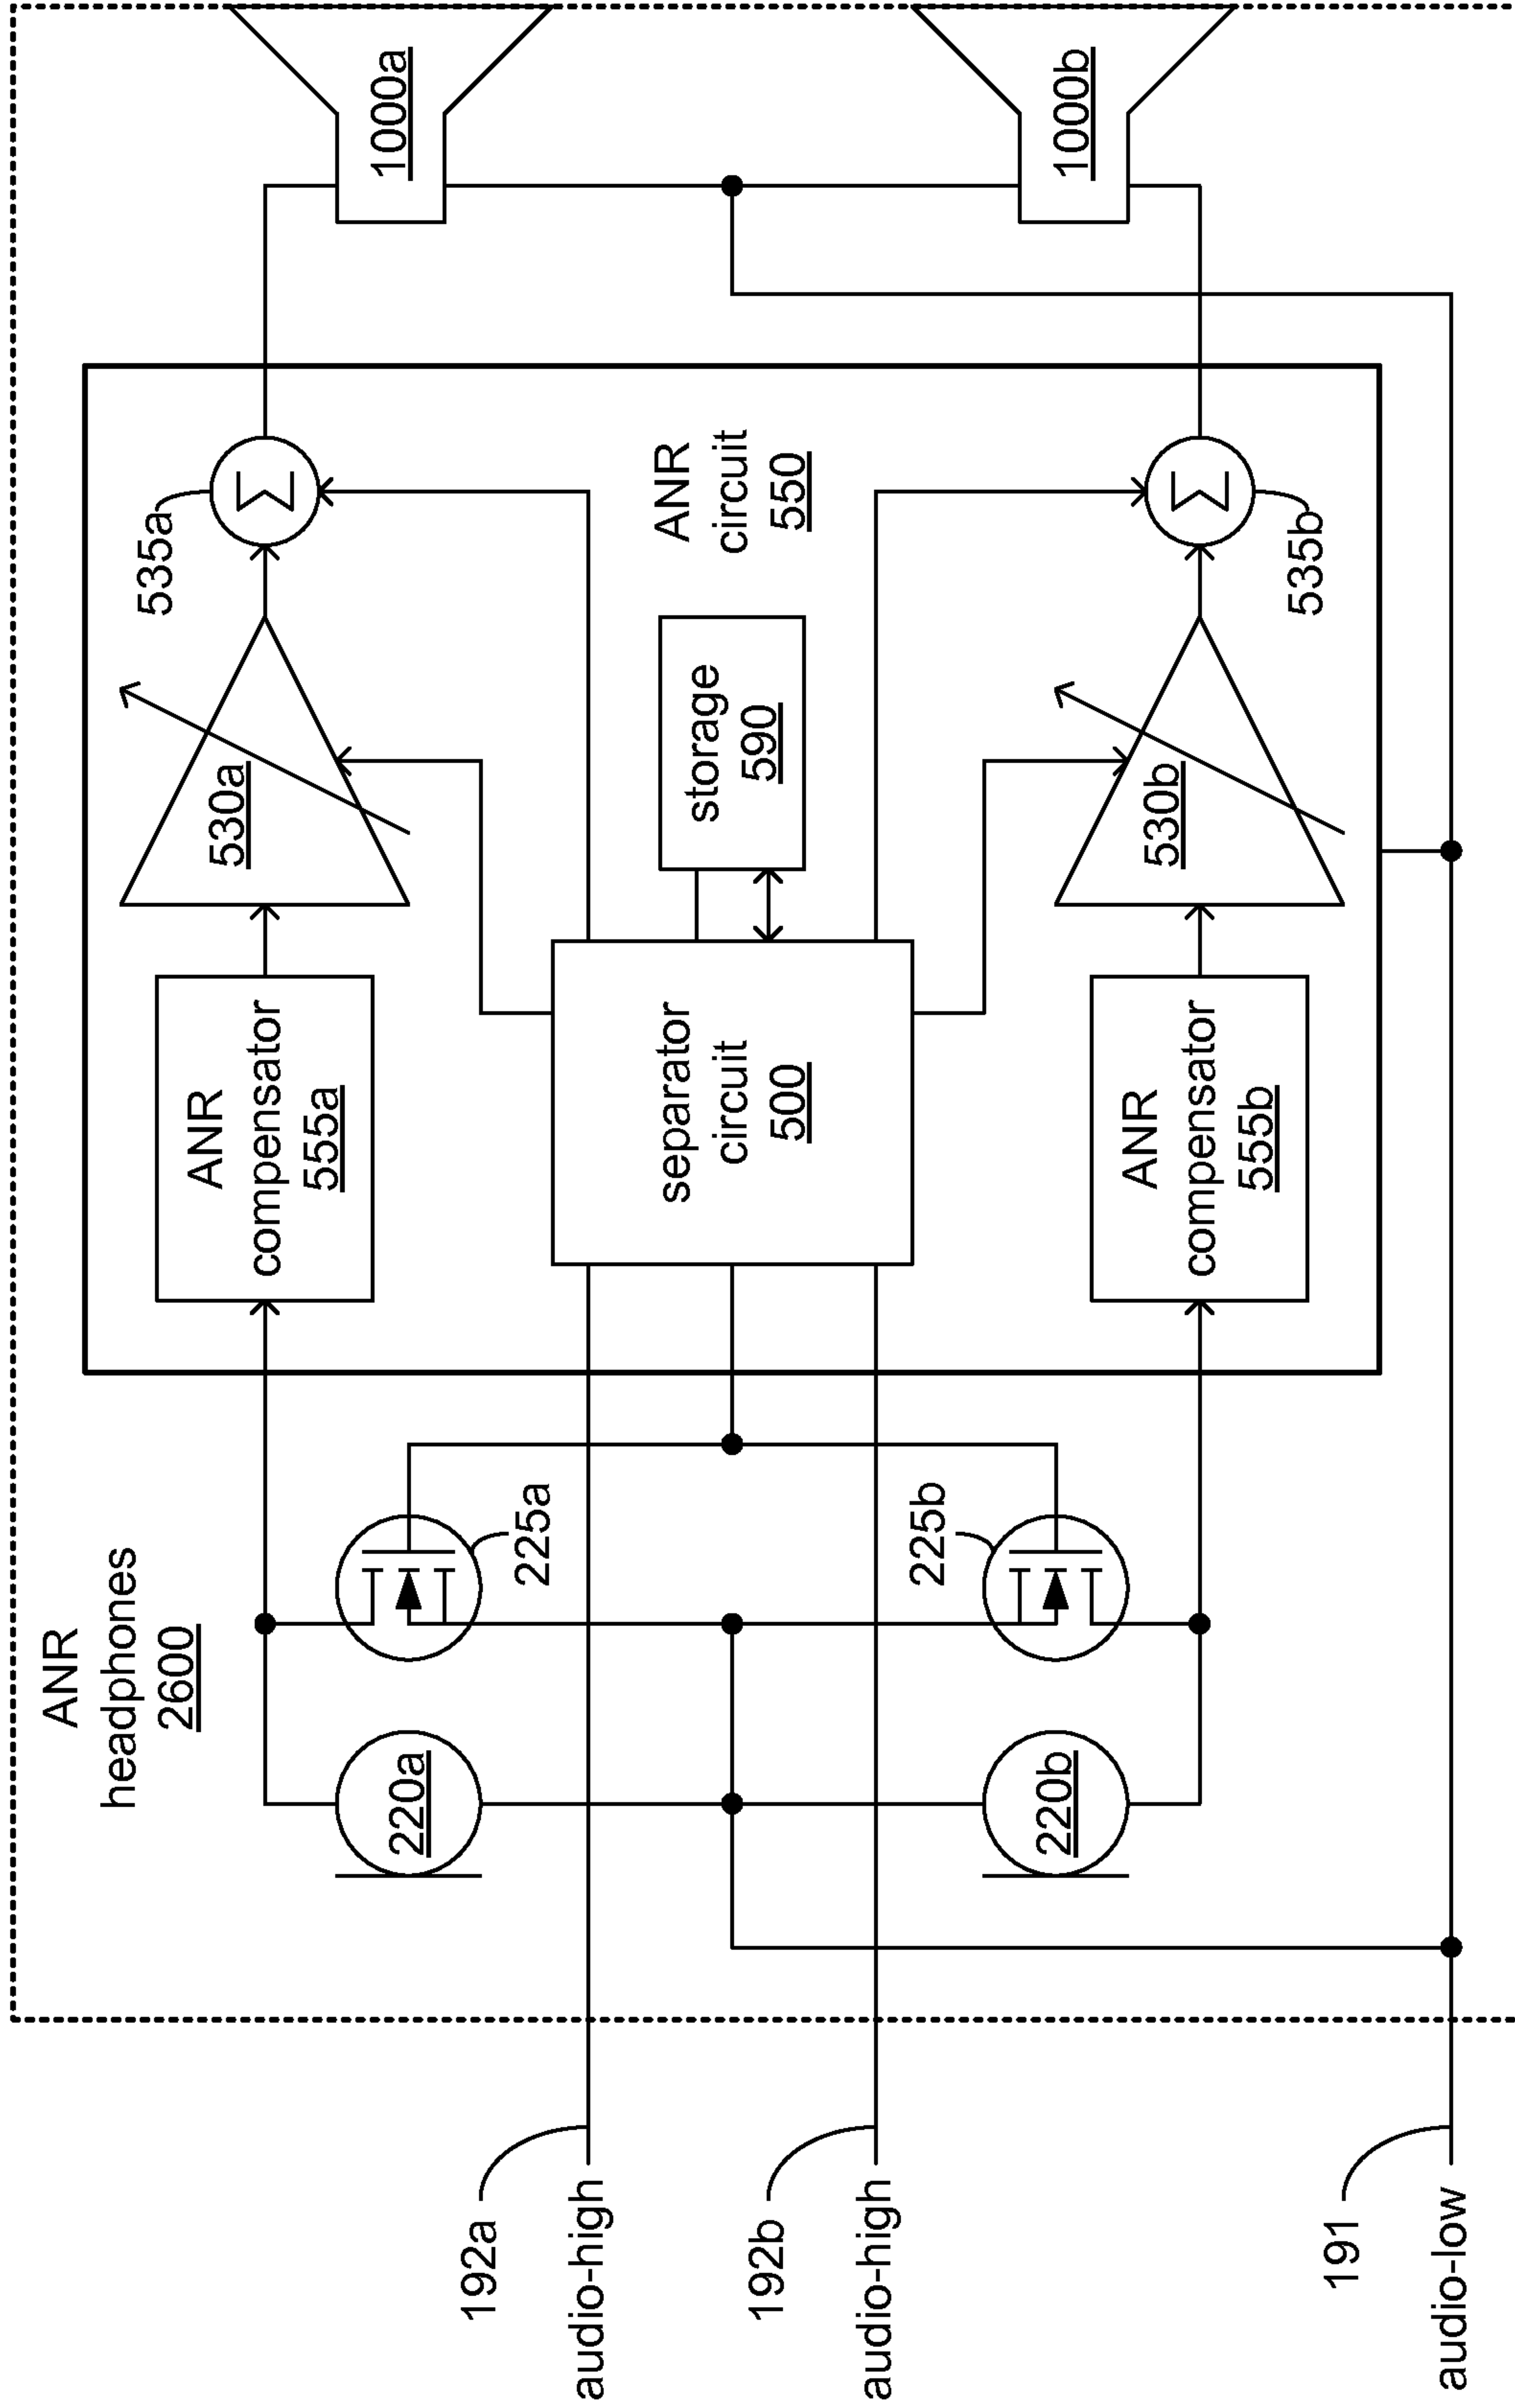 ANR
headphones
2600
220a
225a
220b
225b
ANR
compensator
555a
530a
535a
1000a
separator
circuit
500
storage
590
ANR
circuit
550
ANR
compensator
555b
530b
535b
1000b
Σ
Σ
192a
audio-high
192b
audio-high
191
audio-low